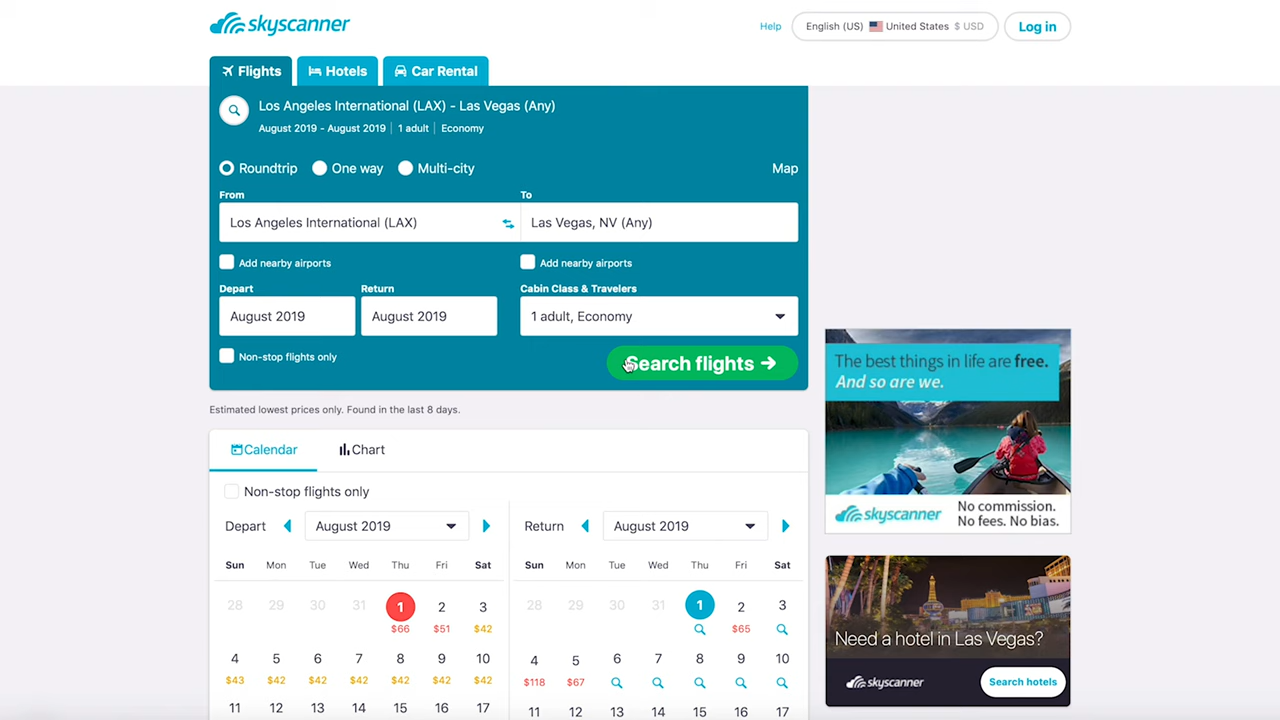 skyscanner
Help
English (US) United States $ USD
Log in
Flights
Hotels
Car Rental
Los Angeles International (LAX) - Las Vegas (Any)
August 2019 - August 2019 | 1 adult | Economy
Roundtrip
One way
Multi-city
Map
From
To
Los Angeles International (LAX)
Las Vegas, NV (Any)
Add nearby airports
Add nearby airports
Depart
Return
Cabin Class & Travelers
August 2019
August 2019
1 adult, Economy
Non-stop flights only
Search flights
Estimated lowest prices only. Found in the last 8 days.
Calendar
Chart
Non-stop flights only
Depart
August 2019
Sun Mon Tue Wed Thu Fri Sat
28 29 30 31 1 2 3
$66 $51 $42
4 5 6 7 8 9 10
$43 $42 $42 $42 $42 $42 $42
11 12 13 14 15 16 17
Return
August 2019
Sun Mon Tue Wed Thu Fri Sat
28 29 30 31 1 2 3
$65
4 5 6 7 8 9 10
$118 $67
11 12 13 14 15 16 17
The best things in life are free.
And so are we.
skyscanner
No commission.
No fees. No bias.
Need a hotel in Las Vegas?
skyscanner
Search hotels